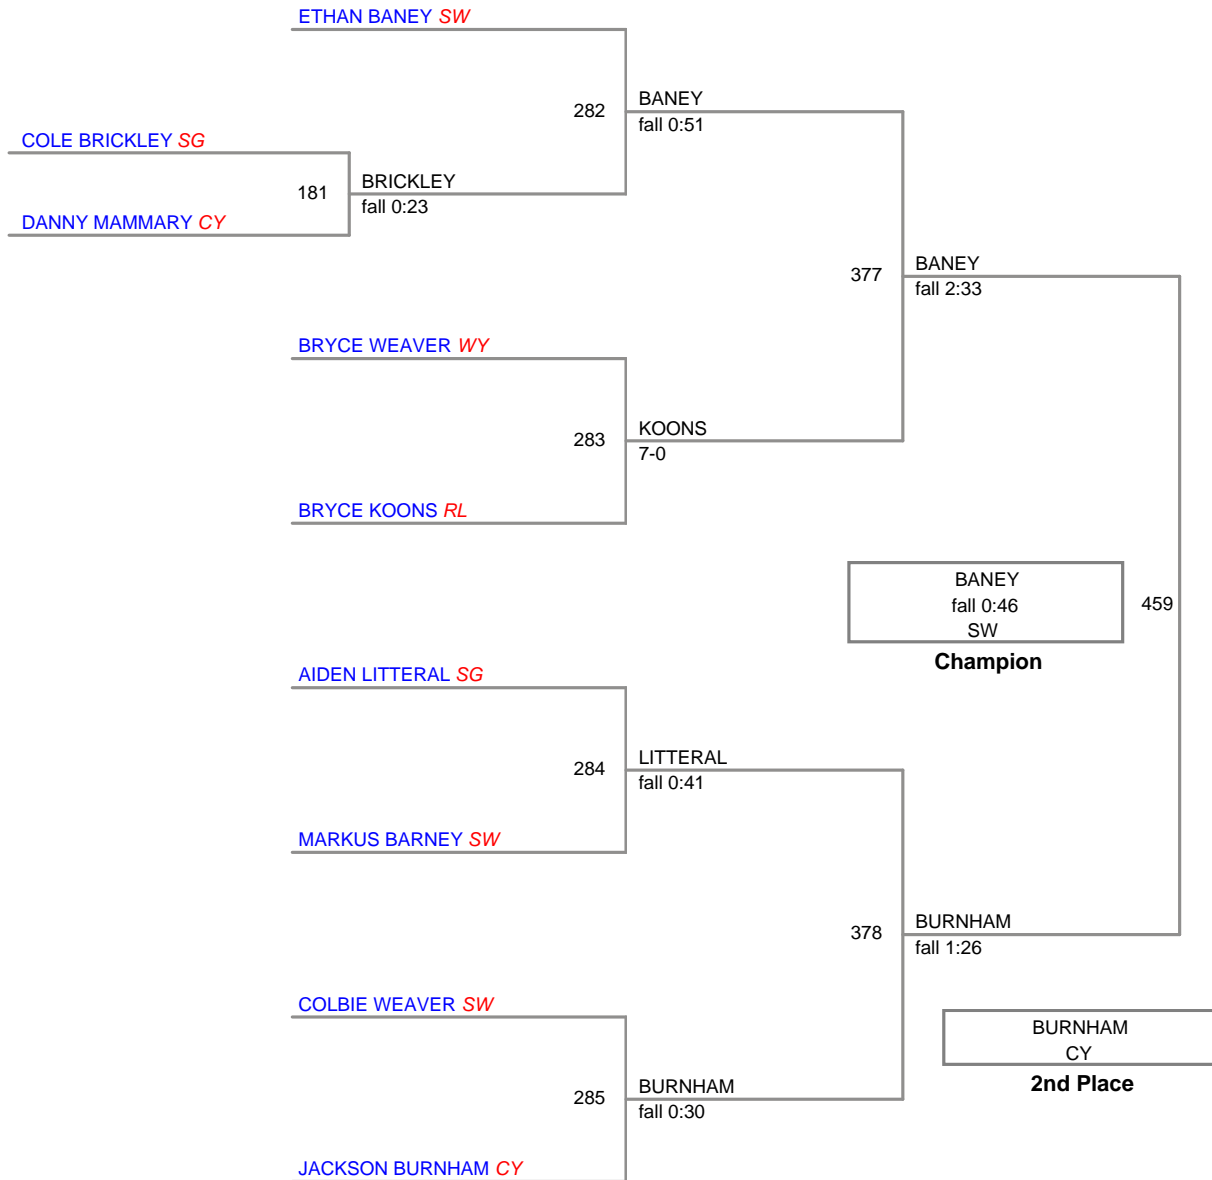 ETHAN BANEY SW
282
BANEY
fall 0:51
COLE BRICKLEY SG
181
BRICKLEY
fall 0:23
DANNY MAMMARY CY
377
BANEY
fall 2:33
BRYCE WEAVER WY
283
KOONS
7-0
BRYCE KOONS RL
BANEY
fall 0:46
SW
459
Champion
AIDEN LITTERAL SG
284
LITTERAL
fall 0:41
MARKUS BARNEY SW
378
BURNHAM
fall 1:26
COLBIE WEAVER SW
BURNHAM
CY
2nd Place
285
BURNHAM
fall 0:30
JACKSON BURNHAM CY